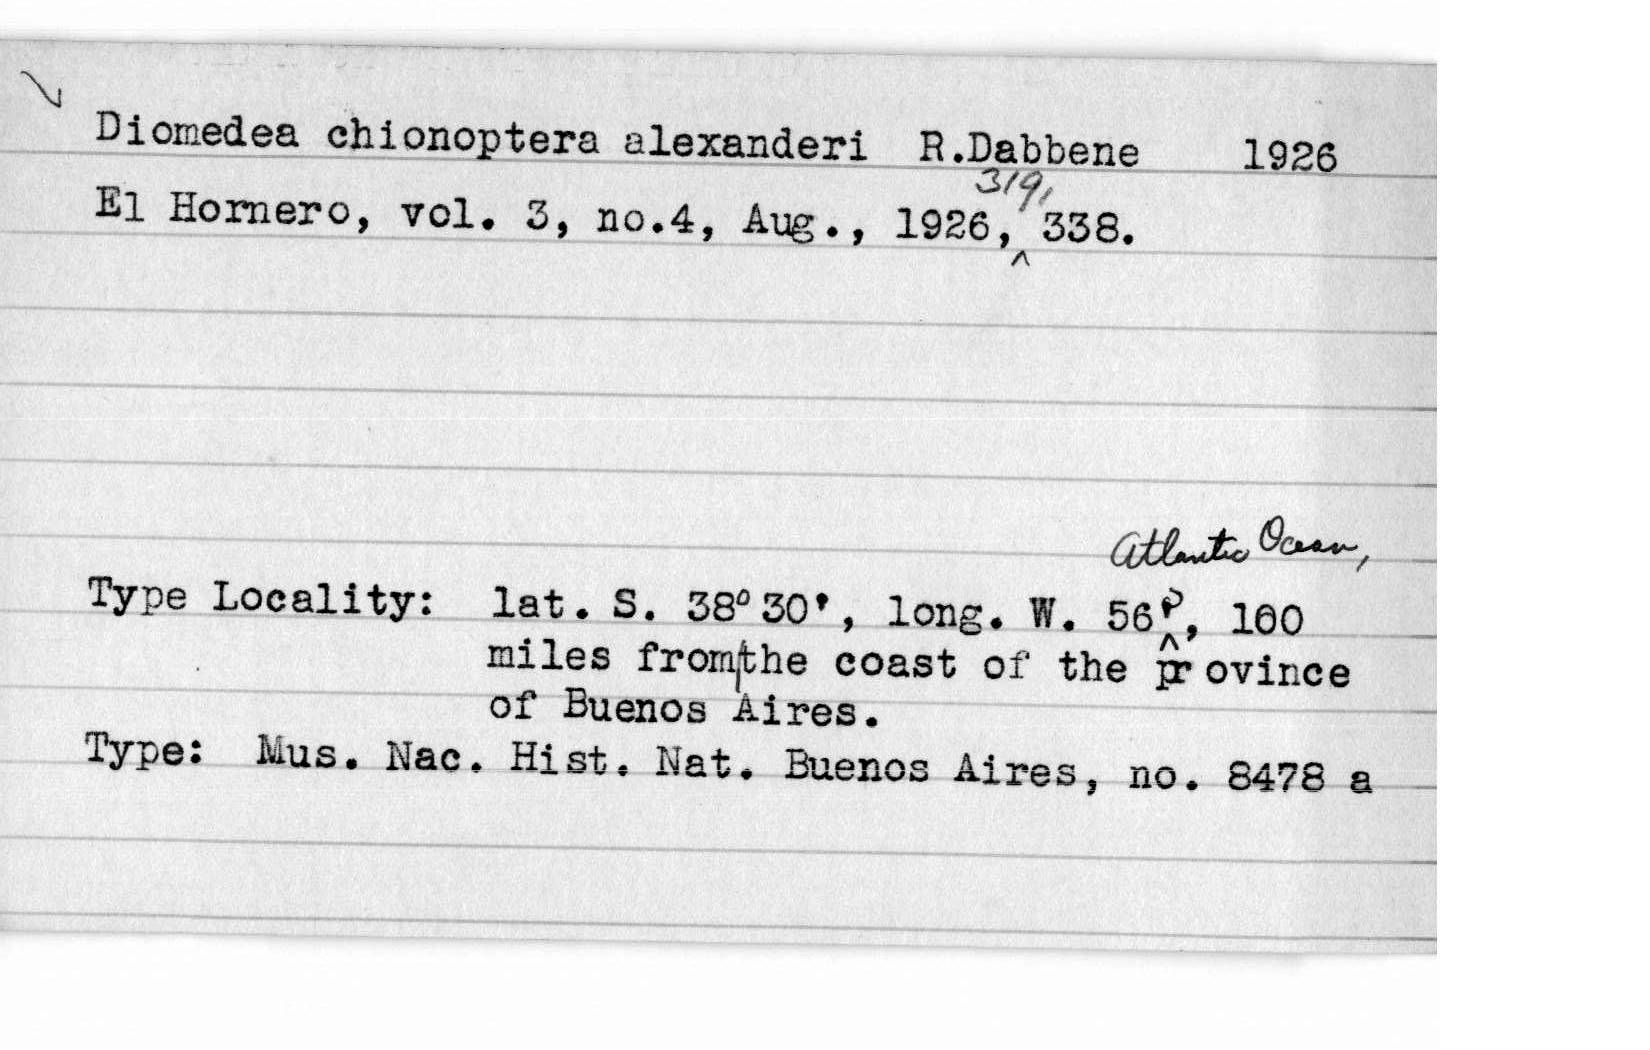 Diomedea chionoptera alexanderi R.Dabbene 1926
319,
El Hornero, vol. 3, no.4, Aug., 1926, 338.
Atlantic Ocean,
Type Locality: lat. S. 38° 30', long. W. 56°, 100
miles from the coast of the province
of Buenos Aires.
Type: Mus. Nac. Hist. Nat. Buenos Aires, no. 8478 a